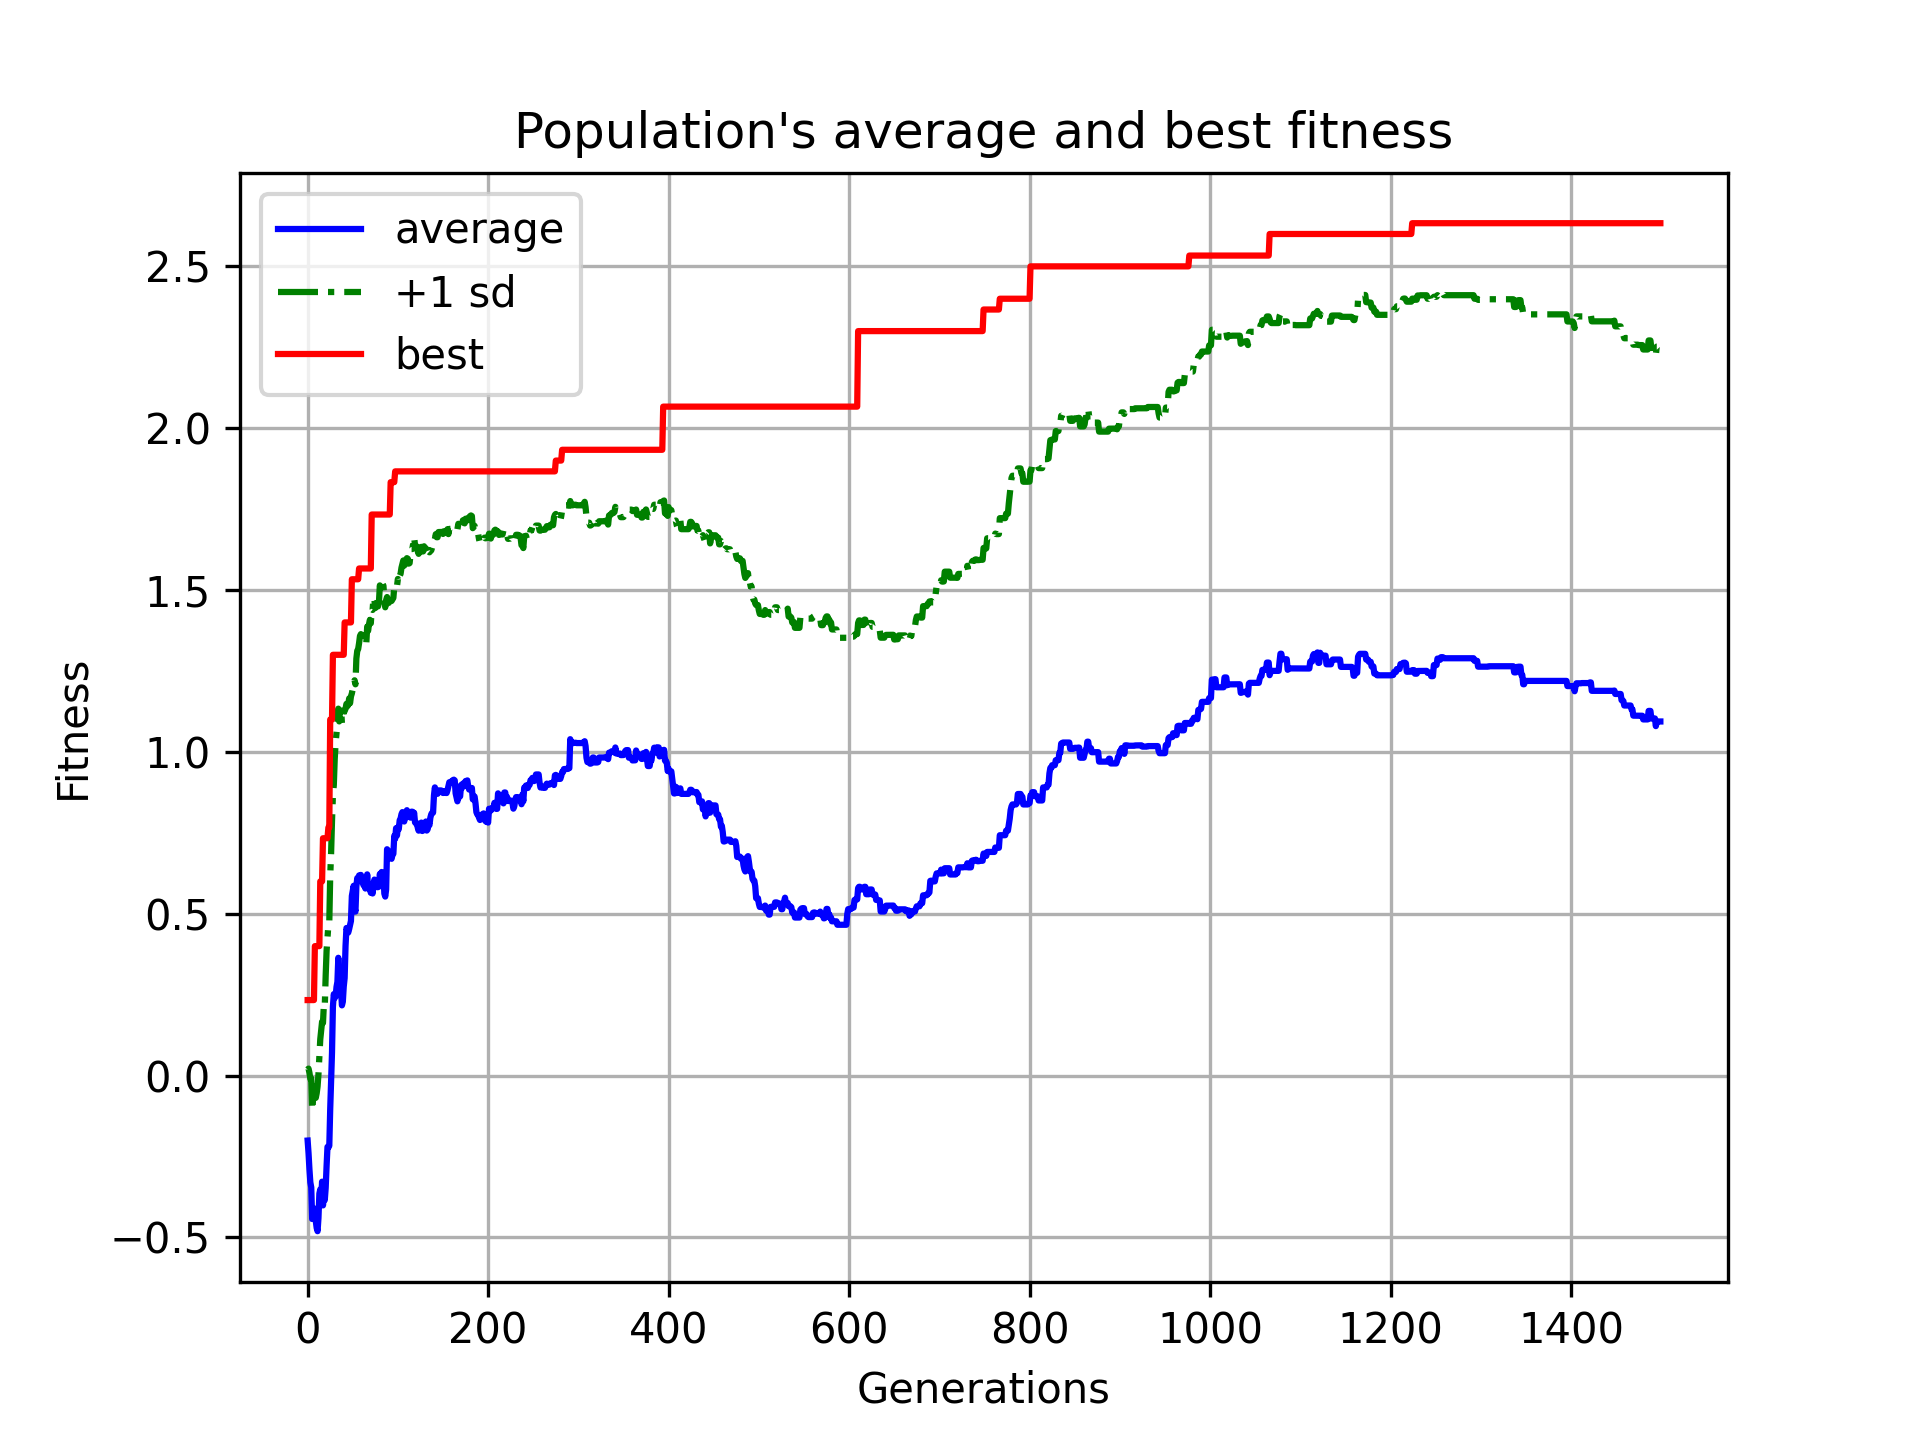 Population's average and best fitness
average
+1 sd
best
2.5
2.0
1.5
1.0
0.5
0.0
−0.5
Fitness
0 200 400 600 800 1000 1200 1400
Generations